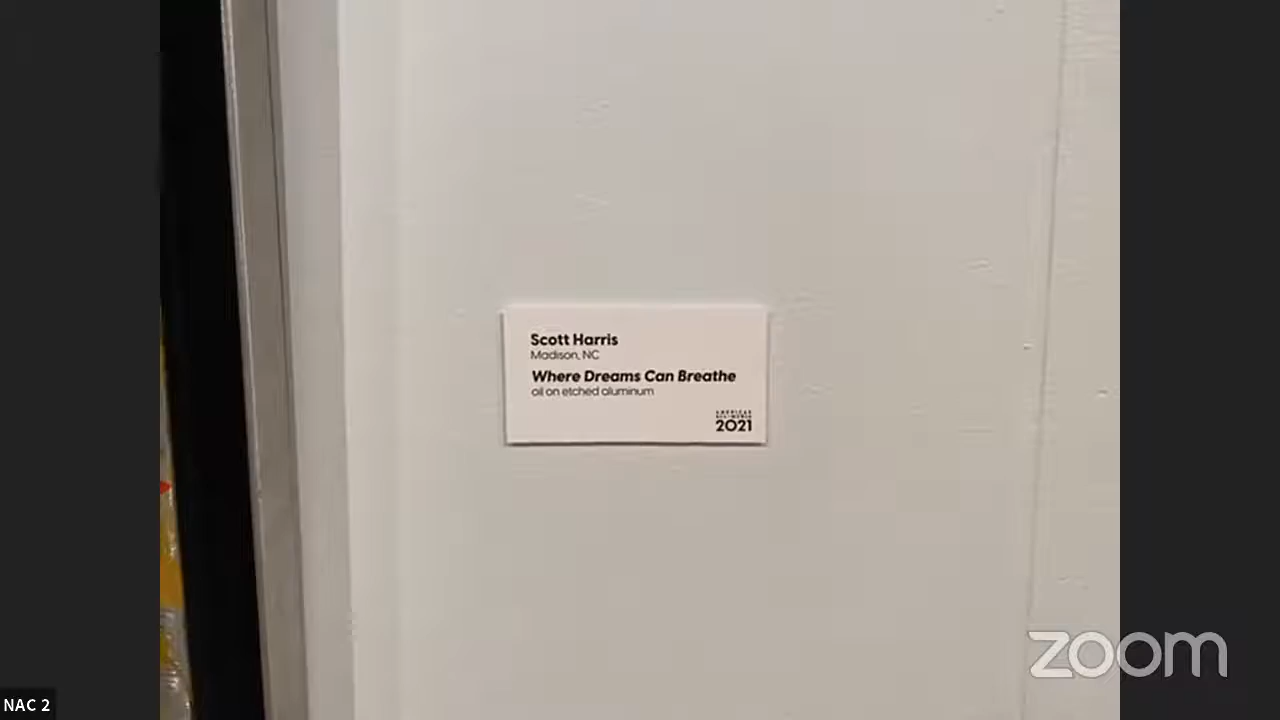 Scott Harris
Madison, NC
Where Dreams Can Breathe
oil on etched aluminum
2021
zoom
NAC 2